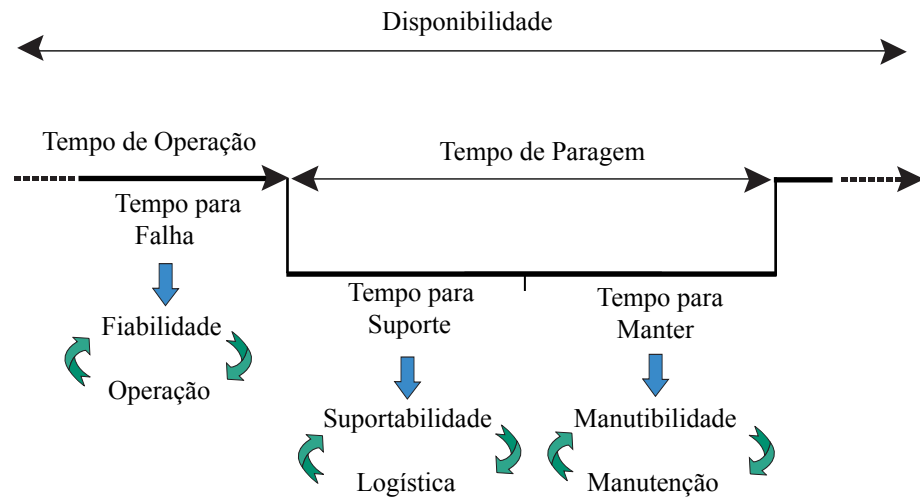 Disponibilidade
Tempo de Operação
Tempo de Paragem
Tempo para
Falha
Fiabilidade
Operação
Tempo para
Suporte
Suportabilidade
Logística
Tempo para
Manter
Manutibilidade
Manutenção